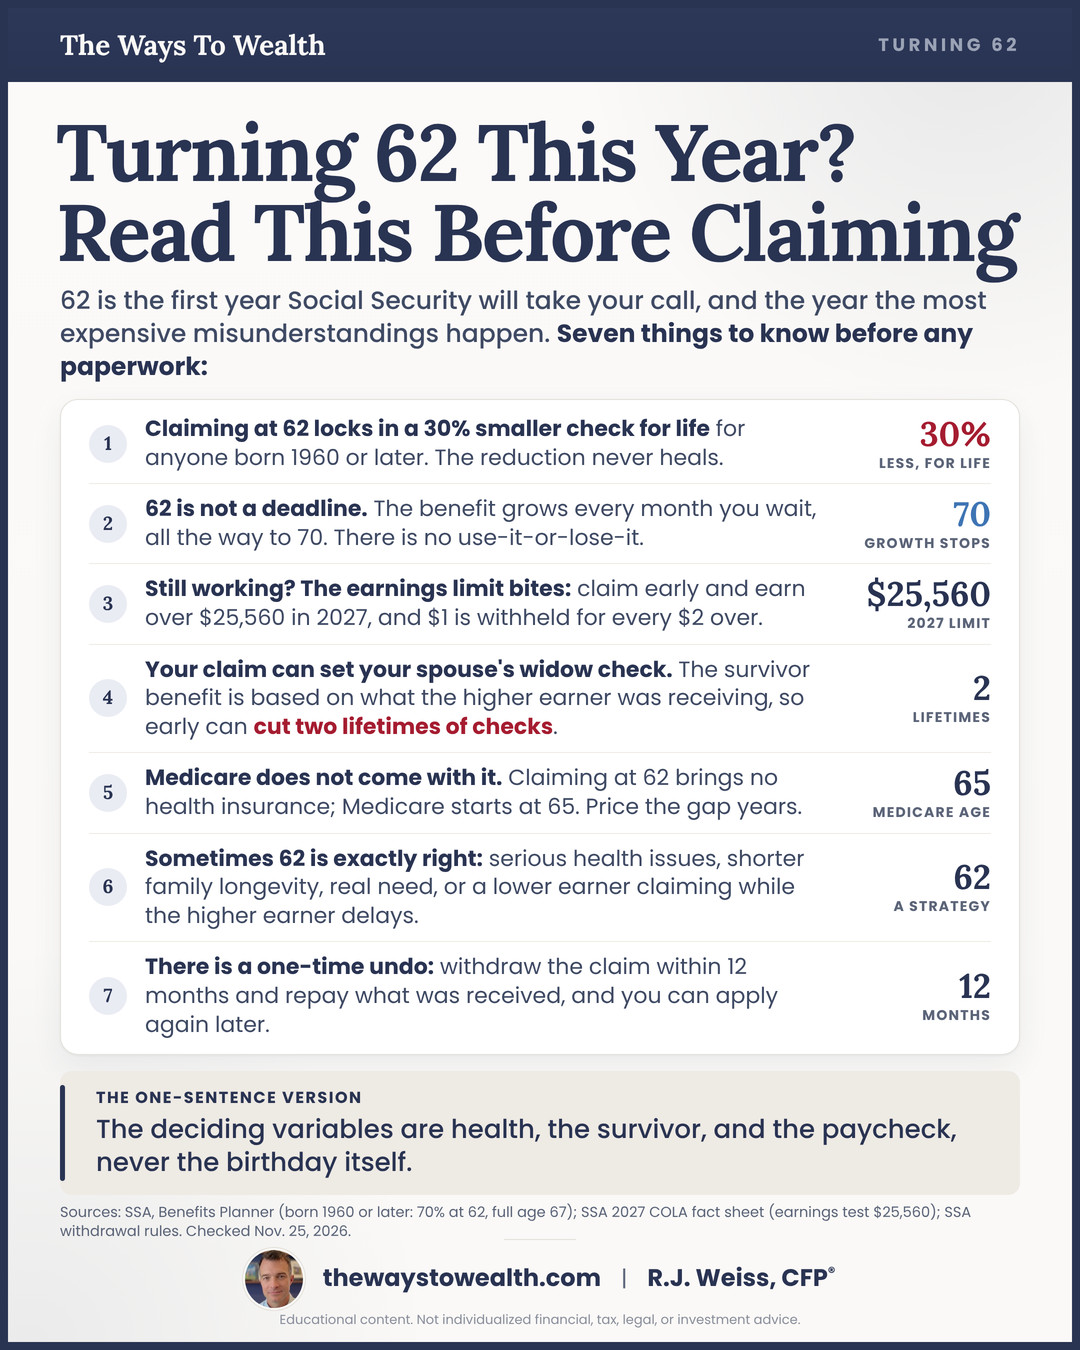 The Ways To Wealth
TURNING 62
Turning 62 This Year?
Read This Before Claiming
62 is the first year Social Security will take your call, and the year the most
expensive misunderstandings happen. Seven things to know before any
paperwork:
1
Claiming at 62 locks in a 30% smaller check for life for
anyone born 1960 or later. The reduction never heals.
30%
LESS, FOR LIFE
2
62 is not a deadline. The benefit grows every month you wait,
all the way to 70. There is no use-it-or-lose-it.
70
GROWTH STOPS
3
Still working? The earnings limit bites: claim early and earn
over $25,560 in 2027, and $1 is withheld for every $2 over.
$25,560
2027 LIMIT
4
Your claim can set your spouse's widow check. The survivor
benefit is based on what the higher earner was receiving, so
early can cut two lifetimes of checks.
2
LIFETIMES
5
Medicare does not come with it. Claiming at 62 brings no
health insurance; Medicare starts at 65. Price the gap years.
65
MEDICARE AGE
6
Sometimes 62 is exactly right: serious health issues, shorter
family longevity, real need, or a lower earner claiming while
the higher earner delays.
62
A STRATEGY
7
There is a one-time undo: withdraw the claim within 12
months and repay what was received, and you can apply
again later.
12
MONTHS
THE ONE-SENTENCE VERSION
The deciding variables are health, the survivor, and the paycheck,
never the birthday itself.
Sources: SSA, Benefits Planner (born 1960 or later: 70% at 62, full age 67); SSA 2027 COLA fact sheet (earnings test $25,560); SSA
withdrawal rules. Checked Nov. 25, 2026.
thewaystowealth.com | R.J. Weiss, CFP®
Educational content. Not individualized financial, tax, legal, or investment advice.